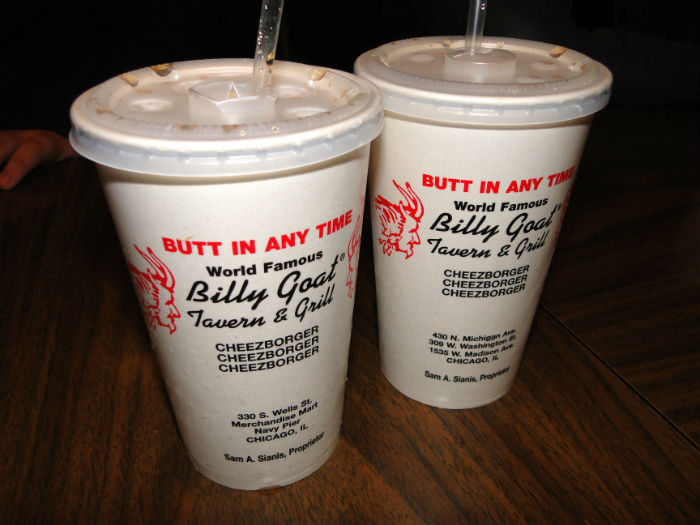 BUTT IN ANY TIME
World Famous
Billy Goat®
Tavern & Grill
CHEEZBORGER
CHEEZBORGER
CHEEZBORGER
330 S. Wells St.
Merchandise Mart
Navy Pier
CHICAGO, IL
Sam A. Sianis, Proprietor
BUTT IN ANY TIME
World Famous
Billy Goat®
Tavern & Grill
CHEEZBORGER
CHEEZBORGER
CHEEZBORGER
430 N. Michigan Ave.
309 W. Washington St.
1535 W. Madison Ave.
CHICAGO, IL
Sam A. Sianis, Proprietor